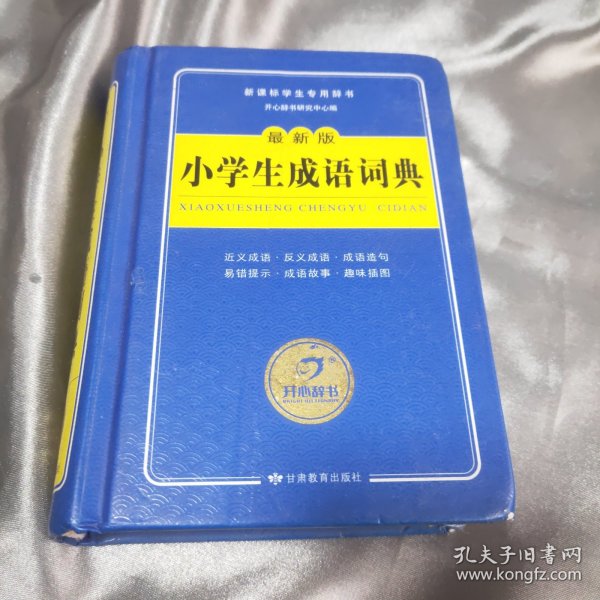 新课标学生专用辞书
开心辞书研究中心编
最新版
小学生成语词典
XIAOXUESHENG CHENGYU CIDIAN
近义成语·反义成语·成语造句
易错提示·成语故事·趣味插图
开心辞书
甘肃教育出版社
孔夫子旧书网
www.kongfz.com